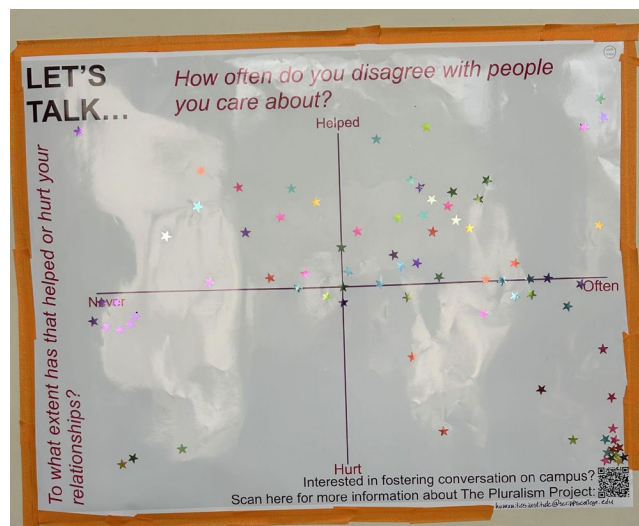 LET'S
TALK...
How often do you disagree with people
you care about?
Helped
To what extent has that helped or hurt your
relationships?
Never
Often
Hurt
Interested in fostering conversation on campus?
Scan here for more information about The Pluralism Project: